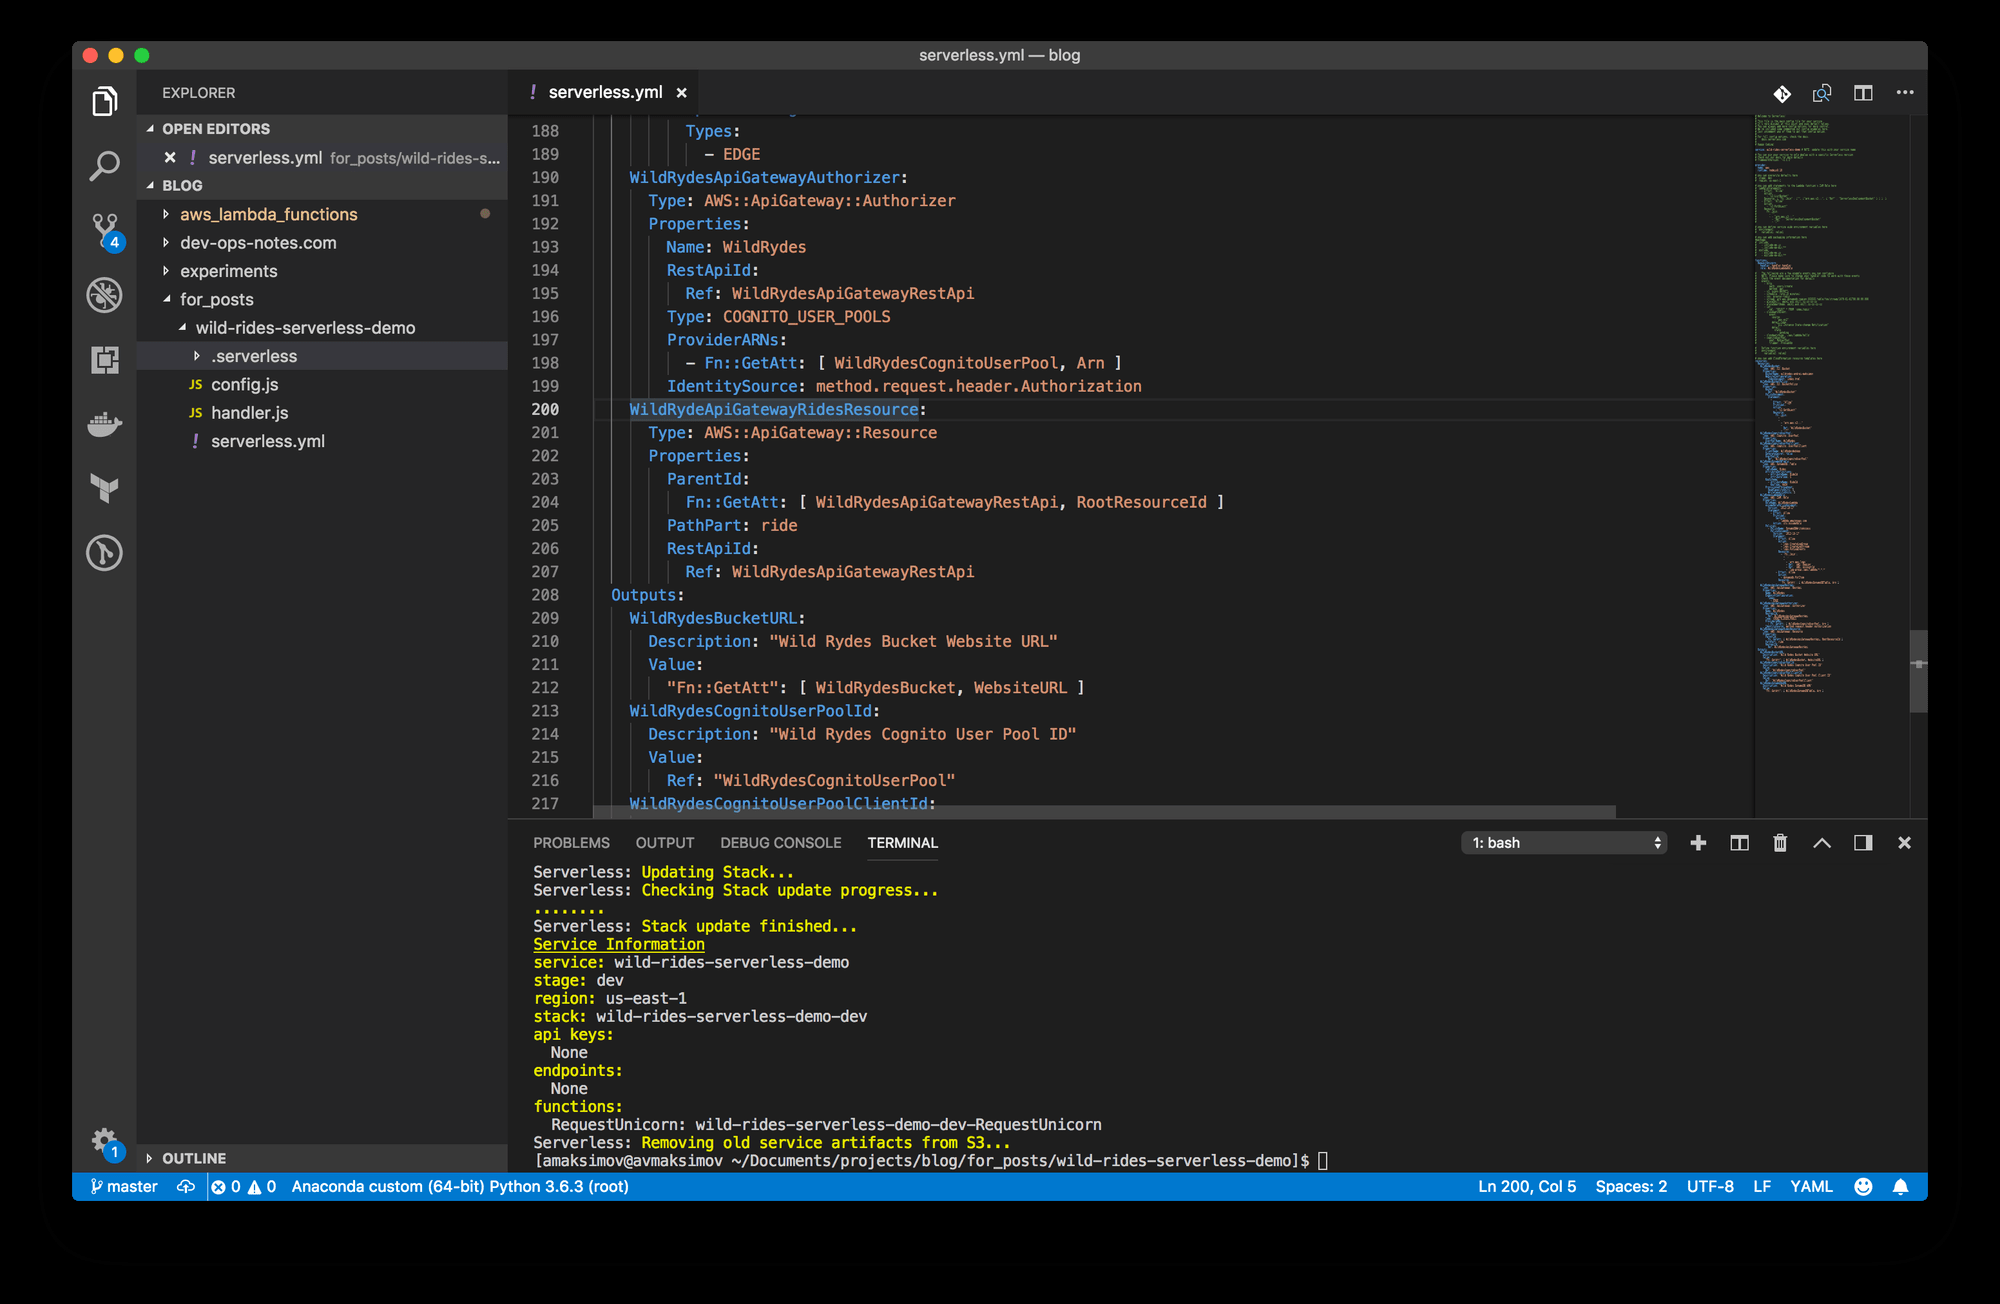 serverless.yml — blog
EXPLORER
OPEN EDITORS
serverless.yml for_posts/wild-rides-s...
BLOG
aws_lambda_functions
dev-ops-notes.com
experiments
for_posts
wild-rides-serverless-demo
.serverless
JS config.js
JS handler.js
! serverless.yml
4
1
OUTLINE
! serverless.yml
188 Types:
189 - EDGE
190 WildRydesApiGatewayAuthorizer:
191 Type: AWS::ApiGateway::Authorizer
192 Properties:
193 Name: WildRydes
194 RestApiId:
195 Ref: WildRydesApiGatewayRestApi
196 Type: COGNITO_USER_POOLS
197 ProviderARNs:
198 - Fn::GetAtt: [ WildRydesCognitoUserPool, Arn ]
199 IdentitySource: method.request.header.Authorization
200 WildRydeApiGatewayRidesResource:
201 Type: AWS::ApiGateway::Resource
202 Properties:
203 ParentId:
204 Fn::GetAtt: [ WildRydesApiGatewayRestApi, RootResourceId ]
205 PathPart: ride
206 RestApiId:
207 Ref: WildRydesApiGatewayRestApi
208 Outputs:
209 WildRydesBucketURL:
210 Description: "Wild Rydes Bucket Website URL"
211 Value:
212 "Fn::GetAtt": [ WildRydesBucket, WebsiteURL ]
213 WildRydesCognitoUserPoolId:
214 Description: "Wild Rydes Cognito User Pool ID"
215 Value:
216 Ref: "WildRydesCognitoUserPool"
217 WildRydesCognitoUserPoolClientId:
PROBLEMS OUTPUT DEBUG CONSOLE TERMINAL 1: bash
Serverless: Updating Stack...
Serverless: Checking Stack update progress...
........
Serverless: Stack update finished...
Service Information
service: wild-rides-serverless-demo
stage: dev
region: us-east-1
stack: wild-rides-serverless-demo-dev
api keys:
None
endpoints:
None
functions:
RequestUnicorn: wild-rides-serverless-demo-dev-RequestUnicorn
Serverless: Removing old service artifacts from S3...
[amaksimov@avmaksimov ~/Documents/projects/blog/for_posts/wild-rides-serverless-demo]$
master 0 0 Anaconda custom (64-bit) Python 3.6.3 (root) Ln 200, Col 5 Spaces: 2 UTF-8 LF YAML